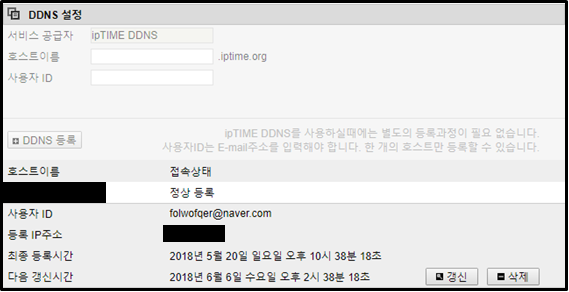 DDNS 설정
서비스 공급자 ipTIME DDNS
호스트이름 .iptime.org
사용자 ID
DDNS 등록
ipTIME DDNS를 사용하실때에는 별도의 등록과정이 필요 없습니다.
사용자ID는 E-mail주소를 입력해야 합니다. 한 개의 호스트만 등록할 수 있습니다.
호스트이름 접속상태
정상 등록
사용자 ID folwofqer@naver.com
등록 IP주소
최종 등록시간 2018년 5월 20일 일요일 오후 10시 38분 18초
다음 갱신시간 2018년 6월 6일 수요일 오후 2시 38분 18초 갱신 삭제